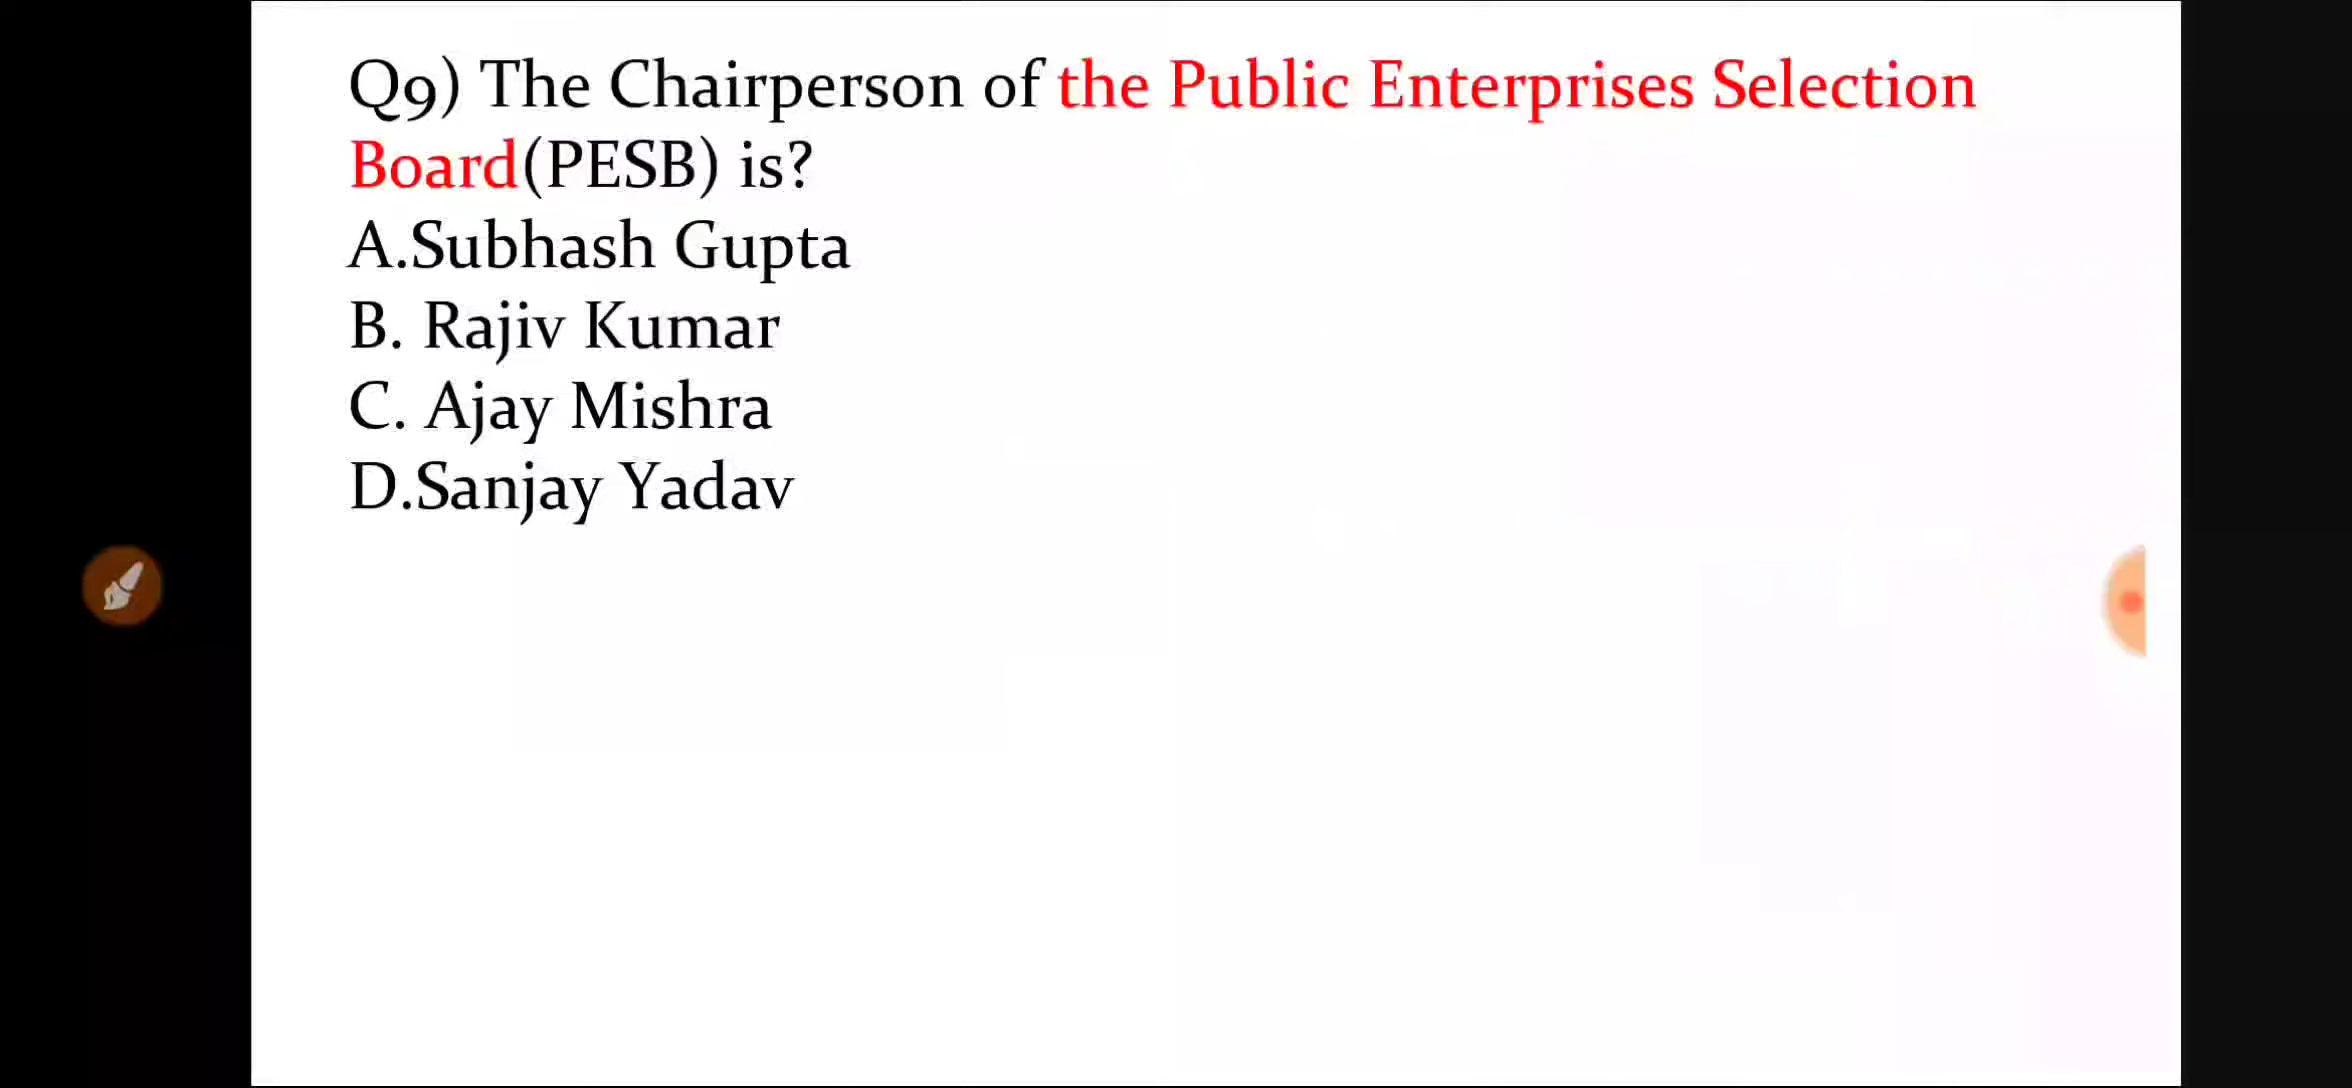 Q9) The Chairperson of the Public Enterprises Selection
Board(PESB) is?
A.Subhash Gupta
B. Rajiv Kumar
C. Ajay Mishra
D.Sanjay Yadav